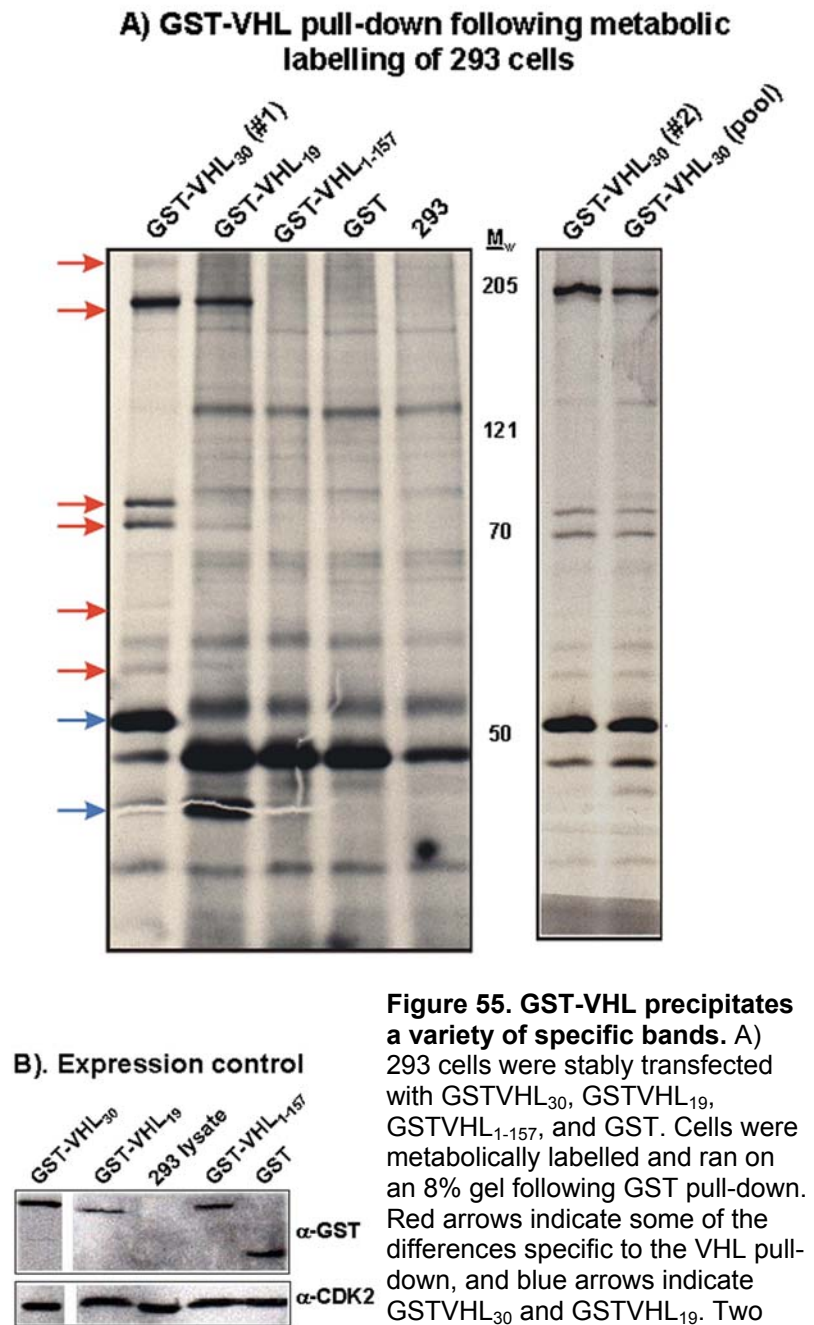 A) GST-VHL pull-down following metabolic
labelling of 293 cells
GST-VHL₃₀ (#1)
GST-VHL₁₉
GST-VHL₁₋₁₅₇
GST
293
Mw
GST-VHL₃₀ (#2)
GST-VHL₃₀ (pool)
205
121
70
50
B). Expression control
GST-VHL₃₀
GST-VHL₁₉
293 lysate
GST-VHL₁₋₁₅₇
GST
α-GST
α-CDK2
Figure 55. GST-VHL precipitates
a variety of specific bands. A)
293 cells were stably transfected
with GSTVHL₃₀, GSTVHL₁₉,
GSTVHL₁₋₁₅₇, and GST. Cells were
metabolically labelled and ran on
an 8% gel following GST pull-down.
Red arrows indicate some of the
differences specific to the VHL pull-
down, and blue arrows indicate
GSTVHL₃₀ and GSTVHL₁₉. Two